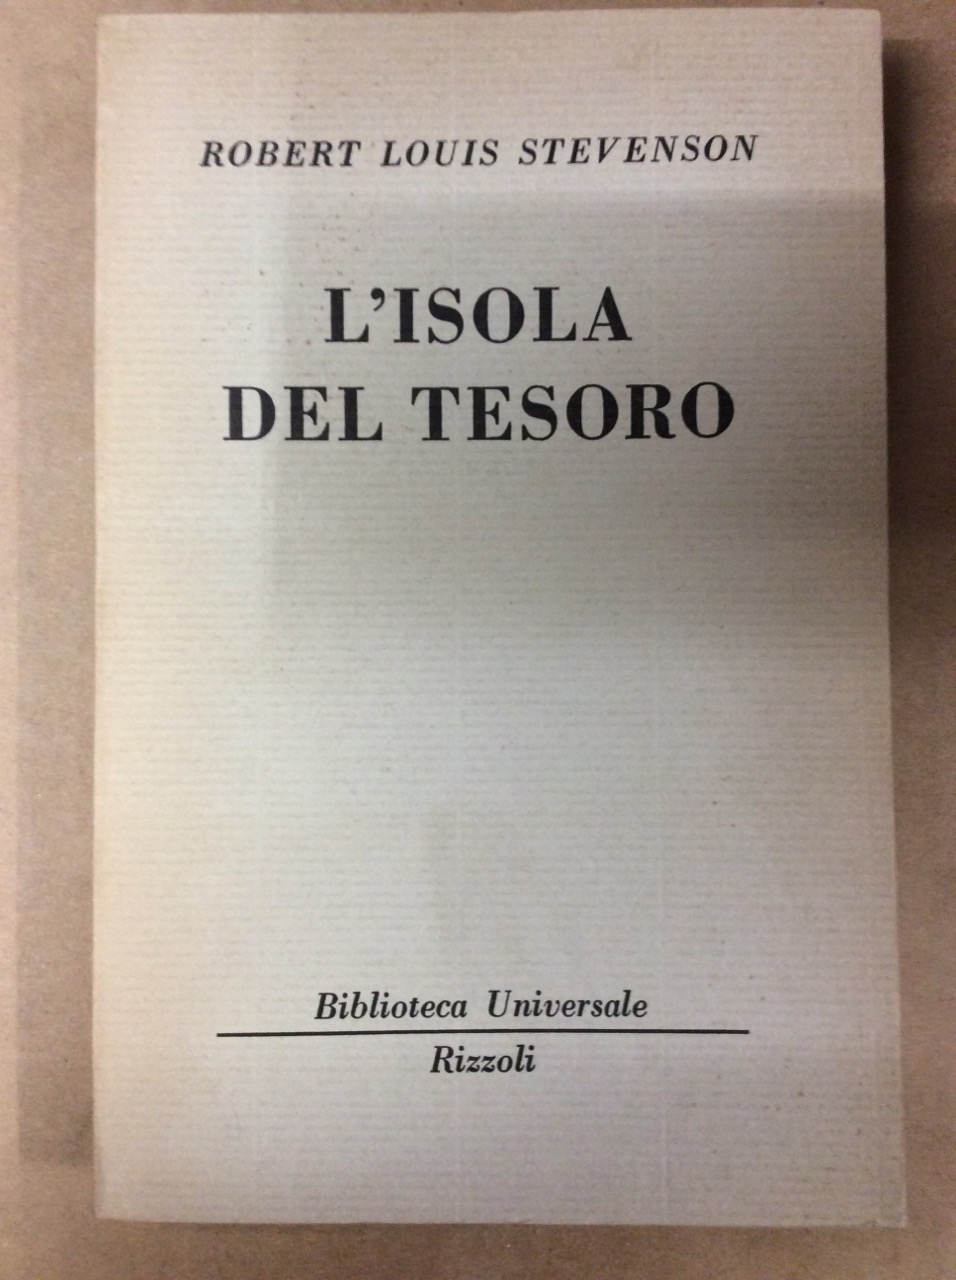 ROBERT LOUIS STEVENSON
L'ISOLA
DEL TESORO
Biblioteca Universale
Rizzoli